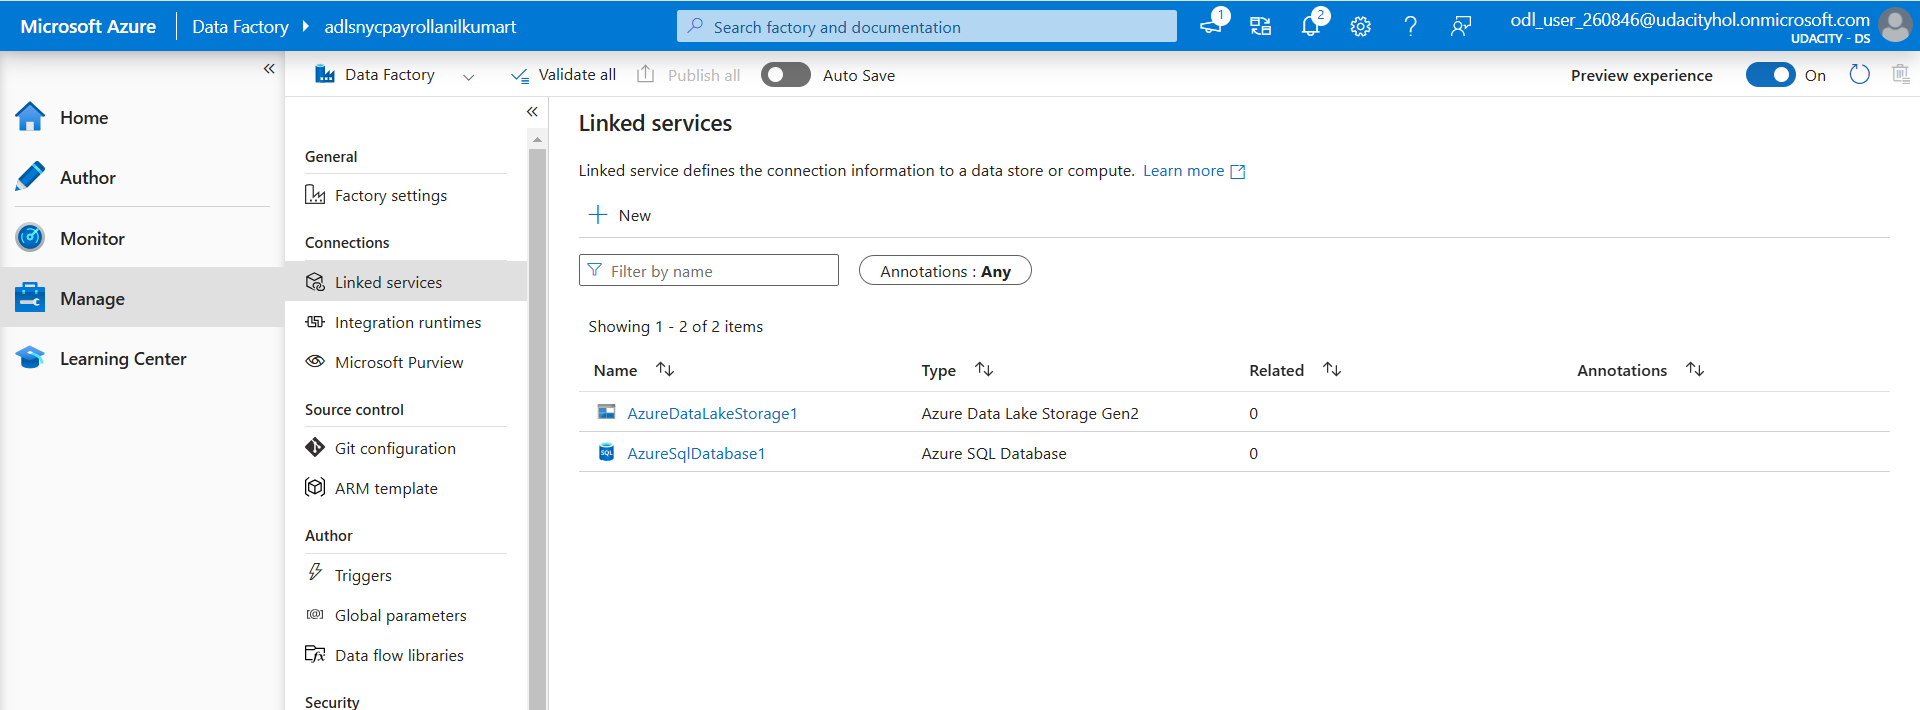 Microsoft Azure
Data Factory
adlsnycpayrollanilkumart
Search factory and documentation
1
2
odl_user_260846@udacityhol.onmicrosoft.com
UDACITY - DS
Home
Author
Monitor
Manage
Learning Center
Data Factory
Validate all
Publish all
Auto Save
Preview experience
On
General
Factory settings
Connections
Linked services
Integration runtimes
Microsoft Purview
Source control
Git configuration
ARM template
Author
Triggers
Global parameters
Data flow libraries
Security
Linked services
Linked service defines the connection information to a data store or compute. Learn more
New
Filter by name
Annotations : Any
Showing 1 - 2 of 2 items
Name Type Related Annotations
AzureDataLakeStorage1 Azure Data Lake Storage Gen2 0
SQL AzureSqlDatabase1 Azure SQL Database 0